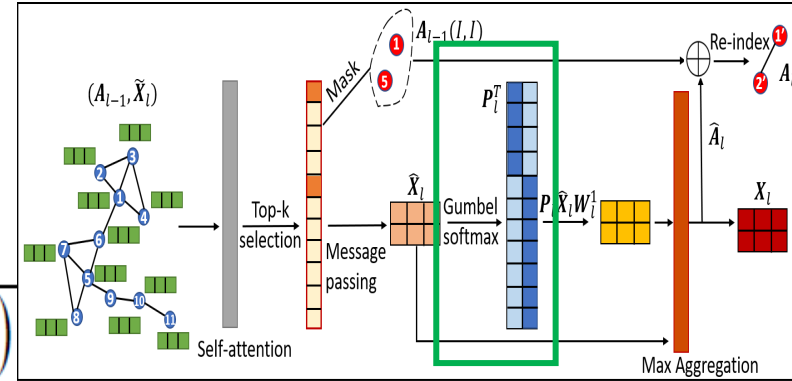 (A_{l-1}, X̃_l)
3
2
1
4
7
6
5
9
10
8
11
Self-attention
Top-k
selection
Mask
1
5
A_{l-1}(I, I)
Message
passing
X̂_l
Gumbel
softmax
P_l^T
P_l X̂_l W_l^1
Max Aggregation
Â_l
X_l
Re-index
1'
2'